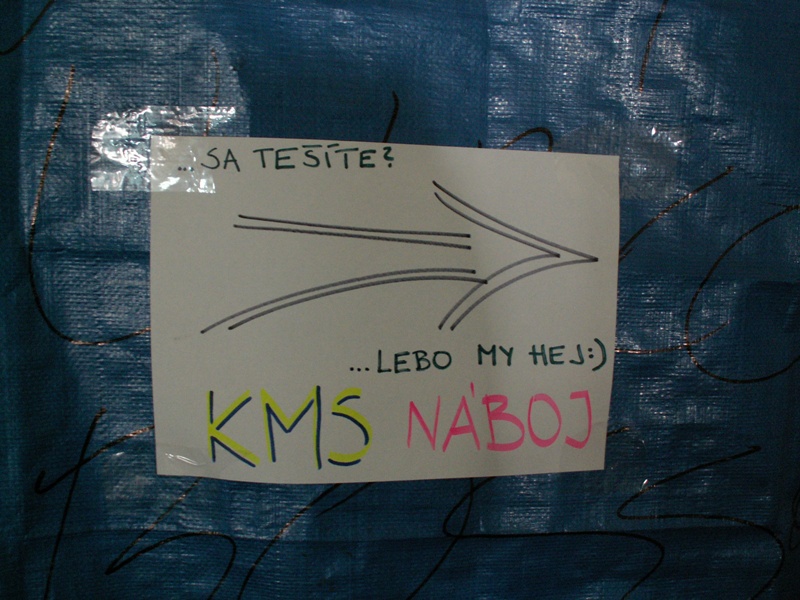 ...SA TEŠÍTE?
...LEBO MY HEJ:)
KMS NÁBOJ